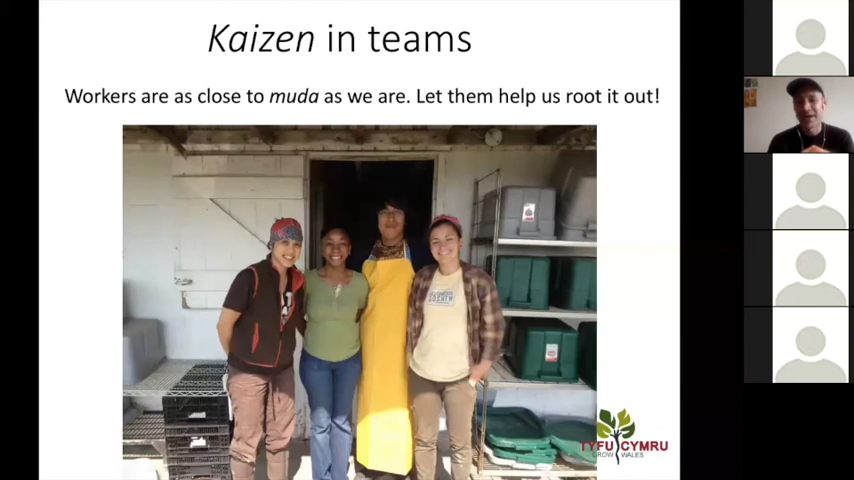 Kaizen in teams
Workers are as close to muda as we are. Let them help us root it out!
TYFU CYMRU
GROW WALES